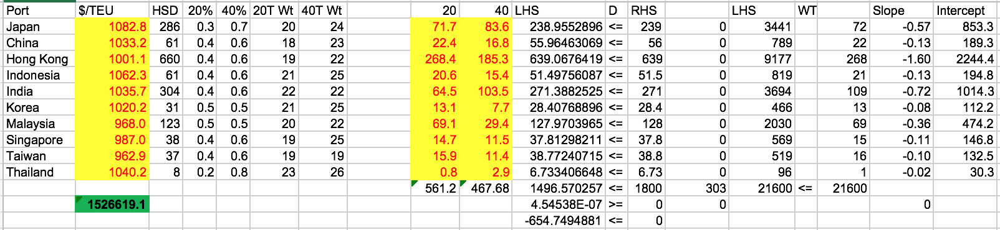 Port $/TEU HSD 20% 40% 20T Wt 40T Wt 20 40 LHS D RHS LHS WT Slope Intercept
Japan 1082.8 286 0.3 0.7 20 24 71.7 83.6 238.9552896 <= 239 0 3441 72 -0.57 853.3
China 1033.2 61 0.4 0.6 18 23 22.4 16.8 55.96463069 <= 56 0 789 22 -0.13 189.3
Hong Kong 1001.1 660 0.4 0.6 19 22 268.4 185.3 639.0676419 <= 639 0 9177 268 -1.60 2244.4
Indonesia 1062.3 61 0.4 0.6 21 25 20.6 15.4 51.49756087 <= 51.5 0 819 21 -0.13 194.8
India 1035.7 304 0.4 0.6 22 22 64.5 103.5 271.3882525 <= 271 0 3694 109 -0.72 1014.3
Korea 1020.2 31 0.5 0.5 21 25 13.1 7.7 28.40768896 <= 28.4 0 466 13 -0.08 112.2
Malaysia 968.0 123 0.5 0.5 20 22 69.1 29.4 127.9703965 <= 128 0 2030 69 -0.36 474.2
Singapore 987.0 38 0.4 0.6 19 25 14.7 11.5 37.81298211 <= 37.8 0 569 15 -0.11 146.8
Taiwan 962.9 37 0.4 0.6 19 19 15.9 11.4 38.77240715 <= 38.8 0 519 16 -0.10 132.5
Thailand 1040.2 8 0.2 0.8 23 26 0.8 2.9 6.733406648 <= 6.73 0 96 1 -0.02 30.3
561.2 467.68 1496.570257 <= 1800 303 21600 <= 21600
1526619.1 4.54538E-07 >= 0 0 0
-654.7494881 <= 0